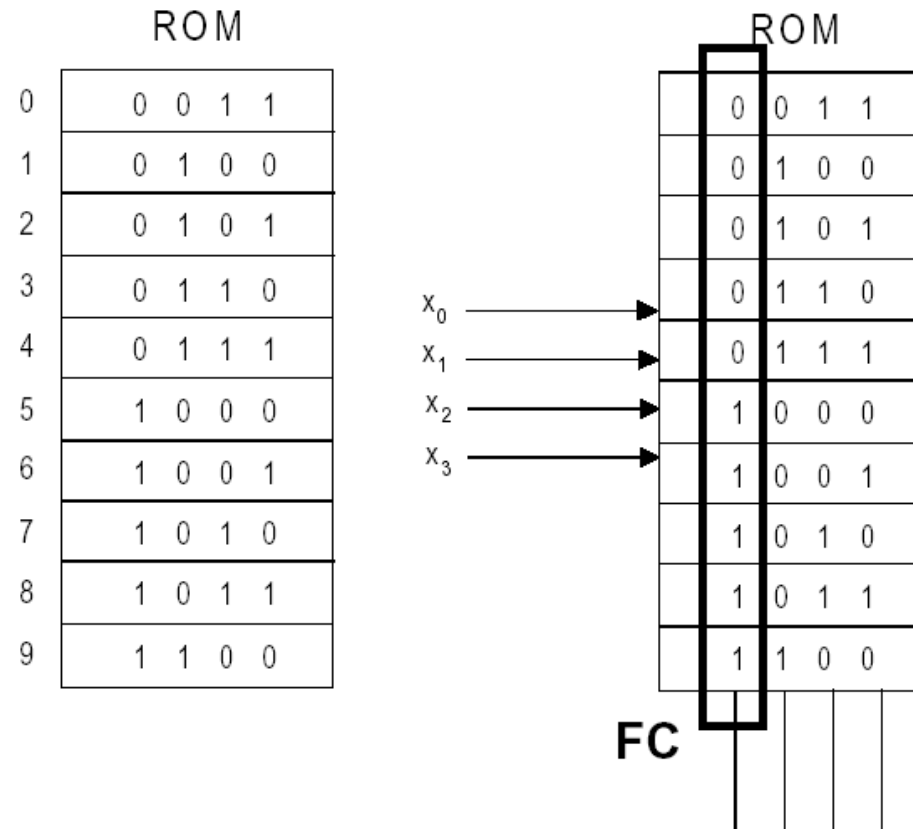 ROM
0 0 0 1 1
1 0 1 0 0
2 0 1 0 1
3 0 1 1 0
4 0 1 1 1
5 1 0 0 0
6 1 0 0 1
7 1 0 1 0
8 1 0 1 1
9 1 1 0 0
ROM
0 0 1 1
0 1 0 0
0 1 0 1
0 1 1 0
0 1 1 1
1 0 0 0
1 0 0 1
1 0 1 0
1 0 1 1
1 1 0 0
x₀
x₁
x₂
x₃
FC